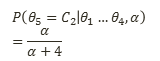 P(θ₅ = C₂|θ₁ … θ₄, α)
= α / (α + 4)